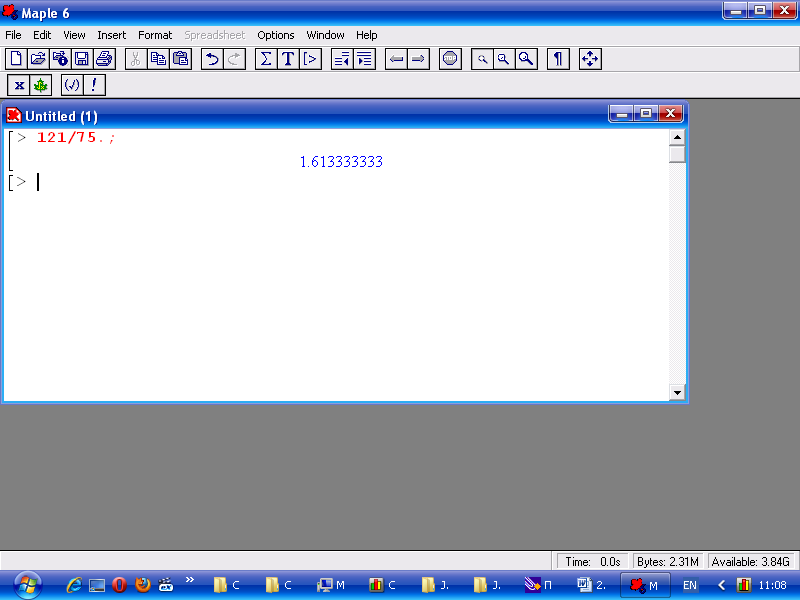 Maple 6
File Edit View Insert Format Spreadsheet Options Window Help
Σ T [>
x (√) !
Untitled (1)
[> 121/75.;
1.613333333
[>
Time: 0.0s Bytes: 2.31M Available: 3.84G
» C C M C J. J. П 2. M EN 11:08